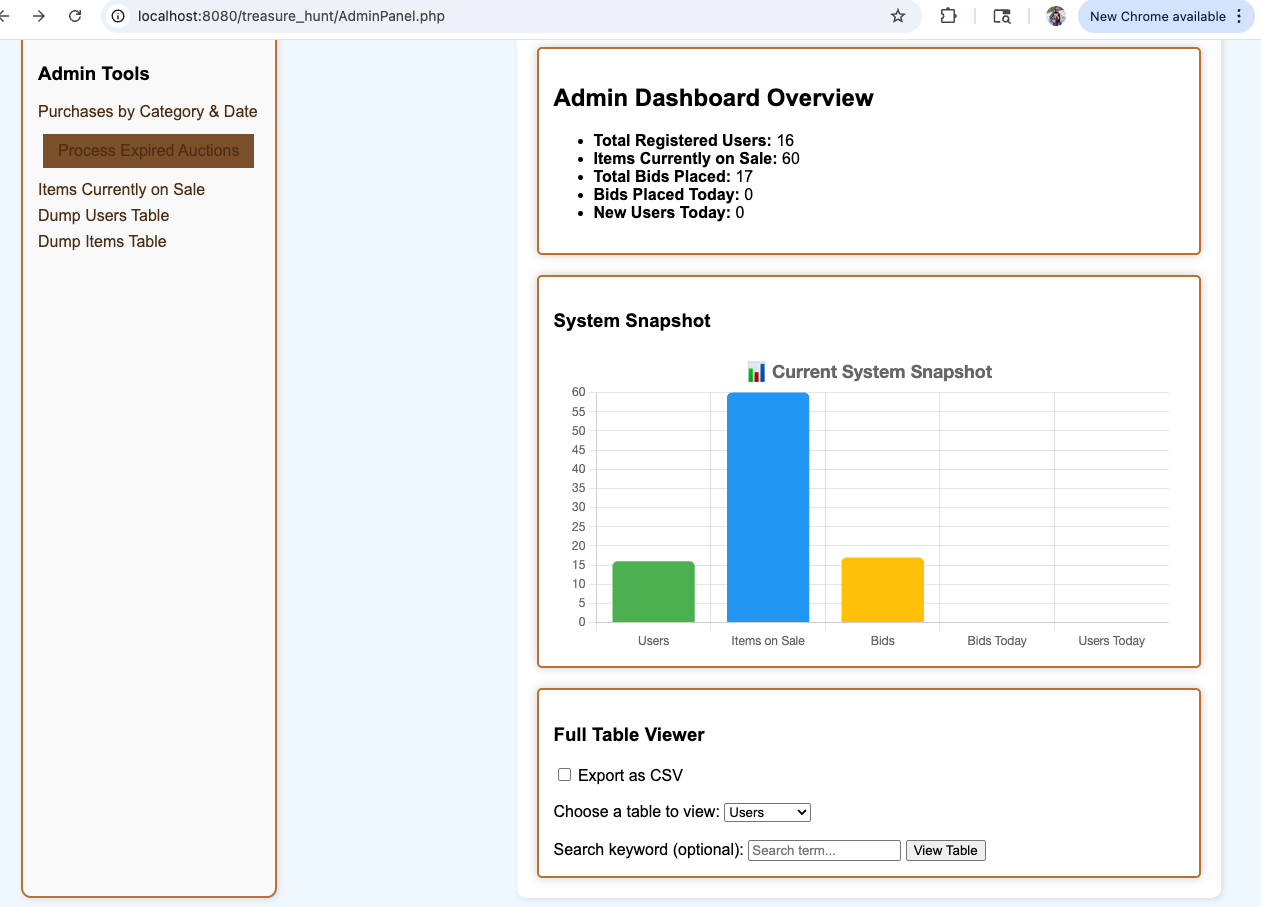 localhost:8080/treasure_hunt/AdminPanel.php
New Chrome available
Admin Tools
Purchases by Category & Date
Process Expired Auctions
Items Currently on Sale
Dump Users Table
Dump Items Table
Admin Dashboard Overview
Total Registered Users: 16
Items Currently on Sale: 60
Total Bids Placed: 17
Bids Placed Today: 0
New Users Today: 0
System Snapshot
📊 Current System Snapshot
60
55
50
45
40
35
30
25
20
15
10
5
0
Users Items on Sale Bids Bids Today Users Today
Full Table Viewer
Export as CSV
Choose a table to view: Users
Search keyword (optional): Search term... View Table